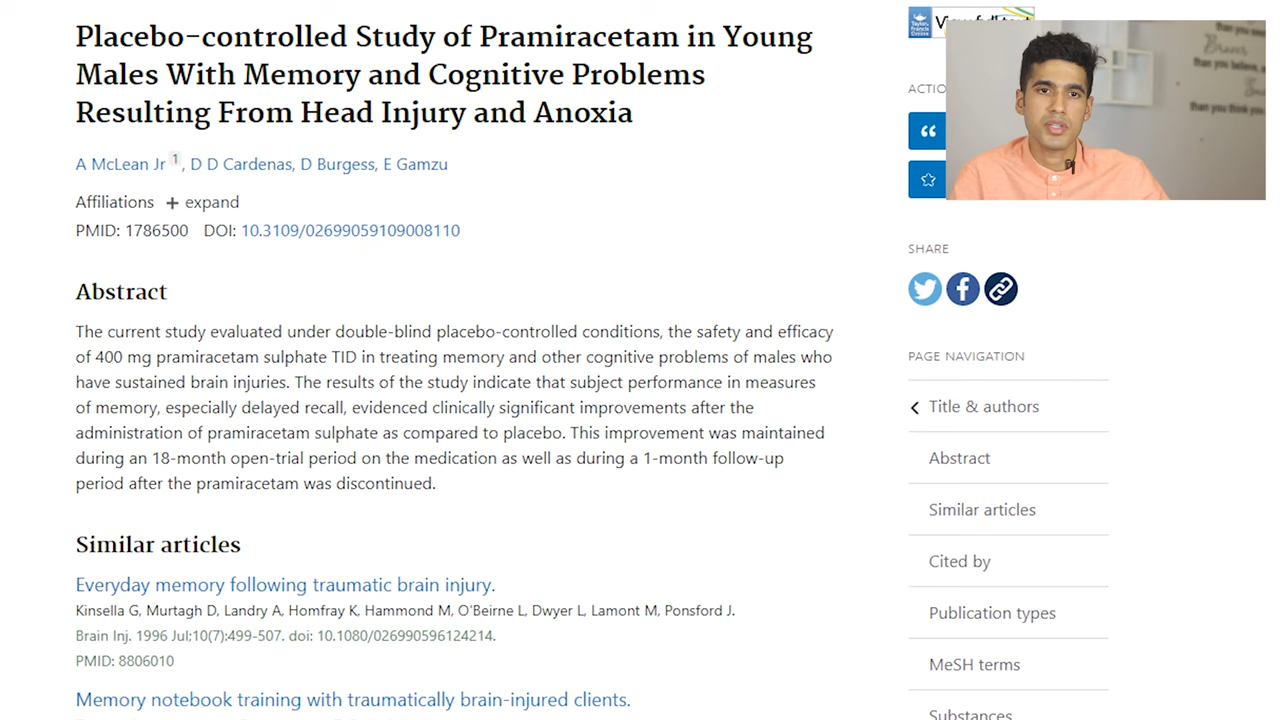 Placebo-controlled Study of Pramiracetam in Young
Males With Memory and Cognitive Problems
Resulting From Head Injury and Anoxia
A McLean Jr 1, D D Cardenas, D Burgess, E Gamzu
Affiliations + expand
PMID: 1786500 DOI: 10.3109/02699059109008110
Abstract
The current study evaluated under double-blind placebo-controlled conditions, the safety and efficacy
of 400 mg pramiracetam sulphate TID in treating memory and other cognitive problems of males who
have sustained brain injuries. The results of the study indicate that subject performance in measures
of memory, especially delayed recall, evidenced clinically significant improvements after the
administration of pramiracetam sulphate as compared to placebo. This improvement was maintained
during an 18-month open-trial period on the medication as well as during a 1-month follow-up
period after the pramiracetam was discontinued.
Similar articles
Everyday memory following traumatic brain injury.
Kinsella G, Murtagh D, Landry A, Homfray K, Hammond M, O'Beirne L, Dwyer L, Lamont M, Ponsford J.
Brain Inj. 1996 Jul;10(7):499-507. doi: 10.1080/026990596124214.
PMID: 8806010
Memory notebook training with traumatically brain-injured clients.
ACTIO
than you believe,
than you think
SHARE
PAGE NAVIGATION
Title & authors
Abstract
Similar articles
Cited by
Publication types
MeSH terms
Substances